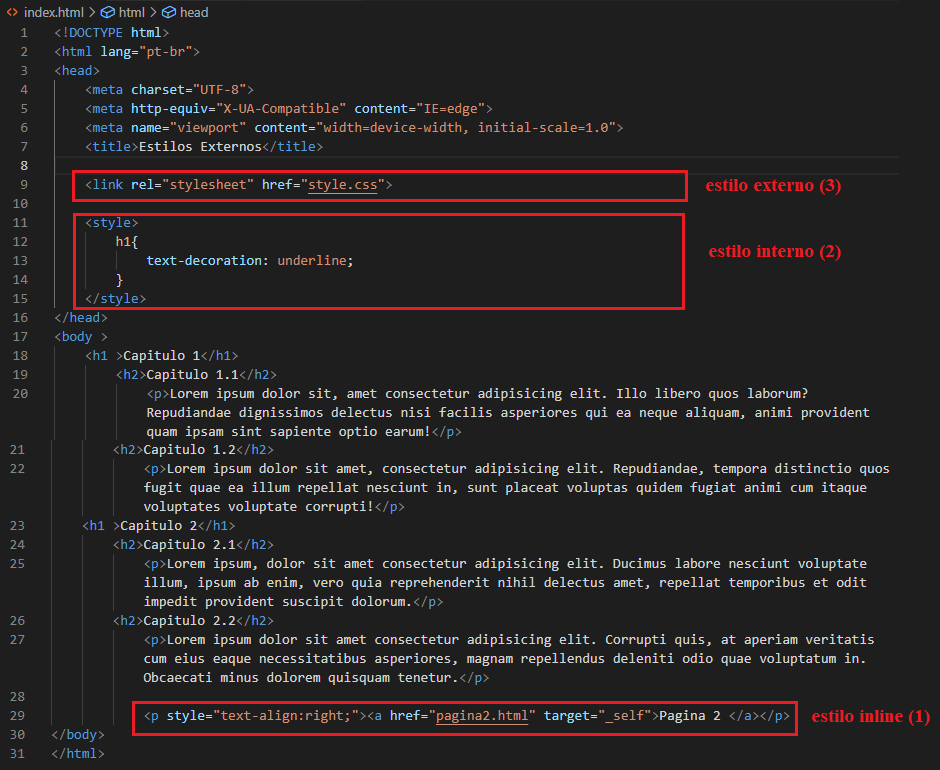 index.html > html > head
1 <!DOCTYPE html>
2 <html lang="pt-br">
3 <head>
4 <meta charset="UTF-8">
5 <meta http-equiv="X-UA-Compatible" content="IE=edge">
6 <meta name="viewport" content="width=device-width, initial-scale=1.0">
7 <title>Estilos Externos</title>
8
9 <link rel="stylesheet" href="style.css">
estilo externo (3)
10
11 <style>
12 h1{
estilo interno (2)
13 text-decoration: underline;
14 }
15 </style>
16 </head>
17 <body >
18 <h1 >Capitulo 1</h1>
19 <h2>Capitulo 1.1</h2>
20 <p>Lorem ipsum dolor sit, amet consectetur adipisicing elit. Illo libero quos laborum?
Repudiandae dignissimos delectus nisi facilis asperiores qui ea neque aliquam, animi provident
quam ipsam sint sapiente optio earum!</p>
21 <h2>Capitulo 1.2</h2>
22 <p>Lorem ipsum dolor sit amet, consectetur adipisicing elit. Repudiandae, tempora distinctio quos
fugit quae ea illum repellat nesciunt in, sunt placeat voluptas quidem fugiat animi cum itaque
voluptates voluptate corrupti!</p>
23 <h1 >Capitulo 2</h1>
24 <h2>Capitulo 2.1</h2>
25 <p>Lorem ipsum, dolor sit amet consectetur adipisicing elit. Ducimus labore nesciunt voluptate
illum, ipsum ab enim, vero quia reprehenderit nihil delectus amet, repellat temporibus et odit
impedit provident suscipit dolorum.</p>
26 <h2>Capitulo 2.2</h2>
27 <p>Lorem ipsum dolor sit amet consectetur adipisicing elit. Corrupti quis, at aperiam veritatis
cum eius eaque necessitatibus asperiores, magnam repellendus deleniti odio quae voluptatum in.
Obcaecati minus dolorem quisquam tenetur.</p>
28
29 <p style="text-align:right;"><a href="pagina2.html" target="_self">Pagina 2 </a></p>
estilo inline (1)
30 </body>
31 </html>